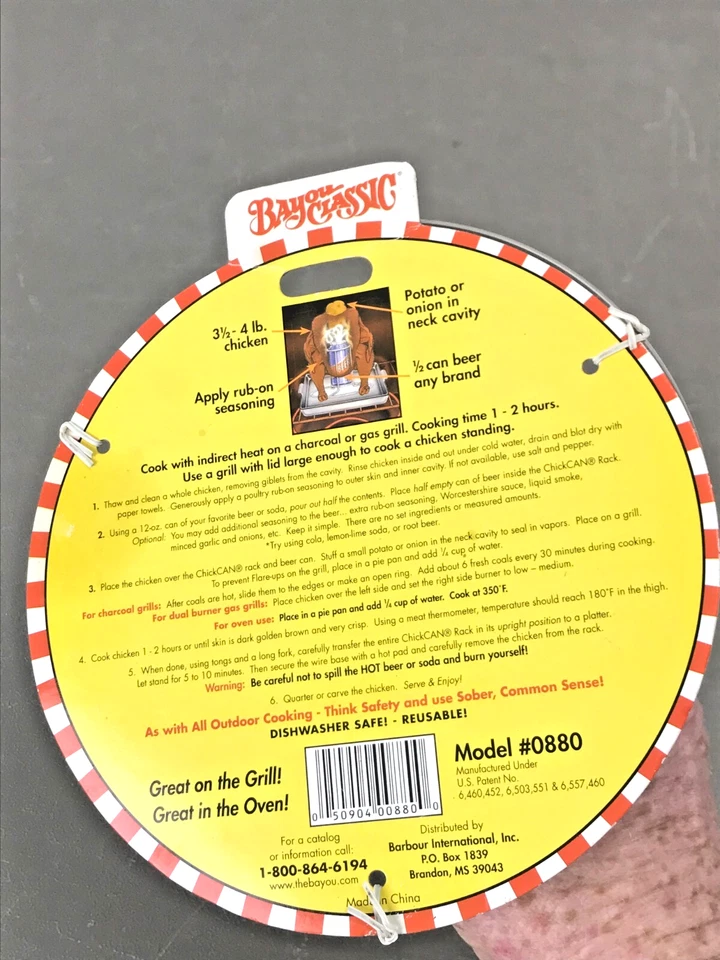 BAYOU CLASSIC®
Potato or
onion in
neck cavity
3½ - 4 lb.
chicken
½ can beer
any brand
Apply rub-on
seasoning
Cook with indirect heat on a charcoal or gas grill. Cooking time 1 - 2 hours.
Use a grill with lid large enough to cook a chicken standing.
1. Thaw and clean a whole chicken, removing giblets from the cavity. Rinse chicken inside and out under cold water, drain and blot dry with
paper towels. Generously apply a poultry rub-on seasoning to outer skin and inner cavity. If not available, use salt and pepper.
2. Using a 12-oz. can of your favorite beer or soda, pour out half the contents. Place half empty can of beer inside the ChickCAN® Rack.
Optional: You may add additional seasoning to the beer... extra rub-on seasoning, Worcestershire sauce, liquid smoke,
minced garlic and onions, etc. Keep it simple. There are no set ingredients or measured amounts.
*Try using cola, lemon-lime soda, or root beer.
3. Place the chicken over the ChickCAN® rack and beer can. Stuff a small potato or onion in the neck cavity to seal in vapors. Place on a grill.
To prevent Flare-ups on the grill, place in a pie pan and add ¼ cup of water.
For charcoal grills: After coals are hot, slide them to the edges or make an open ring. Add about 6 fresh coals every 30 minutes during cooking.
For dual burner gas grills: Place chicken over the left side and set the right side burner to low – medium.
For oven use: Place in a pie pan and add ¼ cup of water. Cook at 350°F.
4. Cook chicken 1 - 2 hours or until skin is dark golden brown and very crisp. Using a meat thermometer, temperature should reach 180°F in the thigh.
5. When done, using tongs and a long fork, carefully transfer the entire ChickCAN® Rack in its upright position to a platter.
Let stand for 5 to 10 minutes. Then secure the wire base with a hot pad and carefully remove the chicken from the rack.
Warning: Be careful not to spill the HOT beer or soda and burn yourself!
6. Quarter or carve the chicken. Serve & Enjoy!
As with All Outdoor Cooking - Think Safety and use Sober, Common Sense!
DISHWASHER SAFE! - REUSABLE!
Great on the Grill!
Great in the Oven!
0 50904 00880 0
Model #0880
Manufactured Under
U.S. Patent No.
6,460,452, 6,503,551 & 6,557,460
For a catalog
or information call:
1-800-864-6194
www.thebayou.com
Distributed by
Barbour International, Inc.
P.O. Box 1839
Brandon, MS 39043
Made in China